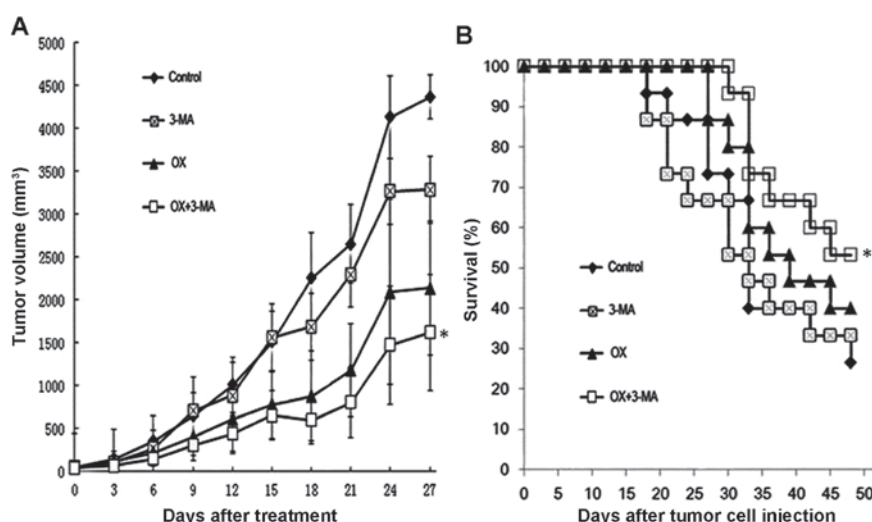 A
5000
4500
4000
3500
3000
2500
2000
1500
1000
500
0
Tumor volume (mm³)
Control
3-MA
OX
OX+3-MA
*
0 3 6 9 12 15 18 21 24 27
Days after treatment
B
100
90
80
70
60
50
40
30
20
10
0
Survival (%)
Control
3-MA
OX
OX+3-MA
*
0 5 10 15 20 25 30 35 45 50
Days after tumor cell injection